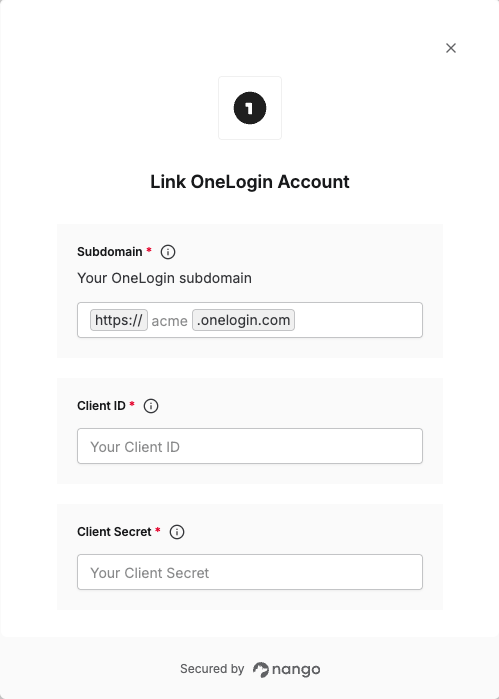 Link OneLogin Account
Subdomain *
Your OneLogin subdomain
https:// acme .onelogin.com
Client ID *
Your Client ID
Client Secret *
Your Client Secret
Secured by nango